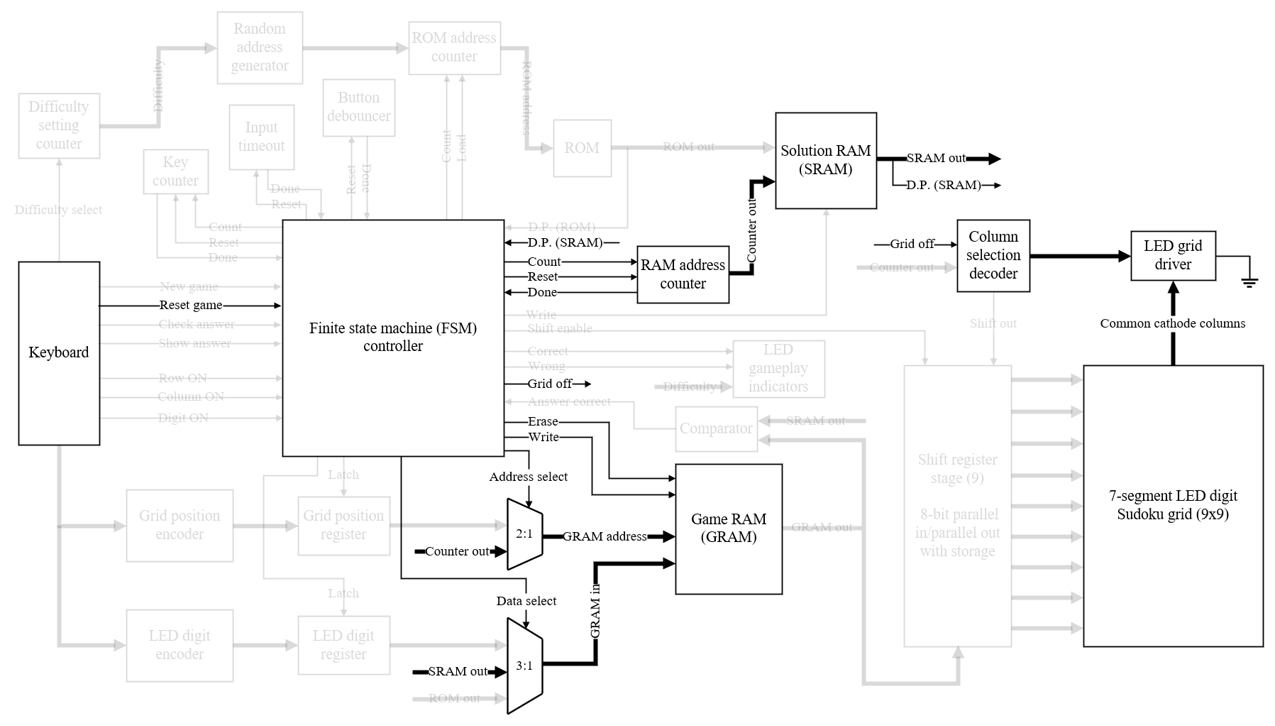 Random
address
generator
ROM address
counter
Difficulty
ROM address
Difficulty
setting
counter
Button
debouncer
Input
timeout
Key
counter
Count
Load
ROM
ROM out
Solution RAM
(SRAM)
SRAM out
D.P. (SRAM)
Done
Reset
Reset
Done
Difficulty select
Count
Reset
Done
D.P. (ROM)
D.P. (SRAM)
Count
Reset
Done
RAM address
counter
Counter out
Grid off
Counter out
Column
selection
decoder
LED grid
driver
Keyboard
New game
Reset game
Check answer
Show answer
Row ON
Column ON
Digit ON
Finite state machine (FSM)
controller
Write
Shift enable
Shift out
Common cathode columns
Correct
Wrong
Difficulty
LED
gameplay
indicators
Grid off
Answer correct
Comparator
SRAM out
Erase
Write
Address select
Latch
Grid position
encoder
Grid position
register
2:1
Counter out
GRAM address
Game RAM
(GRAM)
GRAM out
Shift register
stage (9)
8-bit parallel
in/parallel out
with storage
7-segment LED digit
Sudoku grid (9x9)
Data select
Latch
GRAM in
LED digit
encoder
LED digit
register
3:1
SRAM out
ROM out